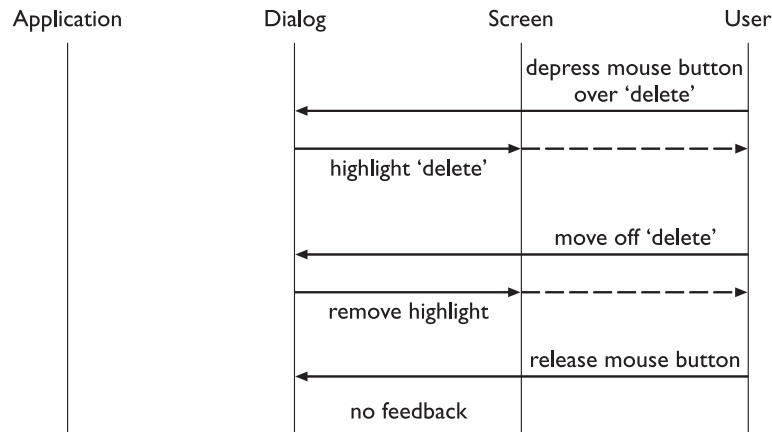 Application Dialog Screen User
depress mouse button
over ‘delete’
highlight ‘delete’
move off ‘delete’
remove highlight
release mouse button
no feedback